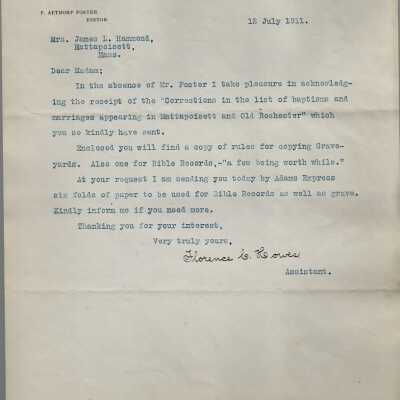 F. APTHORP FOSTER
EDITOR
12 July 1911.
Mrs. James L. Hammond,
Mattapoisett,
Mass.
Dear Madam;
In the absence of Mr. Foster I take pleasure in acknowledg-
ing the receipt of the "Corrections in the list of baptisms and
marriages appearing in Mattapoisett and Old Rochester" which
you so kindly have sent.
Enclosed you will find a copy of rules for copying Grave-
yards. Also one for Bible Records,-"a few being worth while."
At your request I am sending you today by Adams Express
six folds of paper to be used for Bible Records as well as grave.
Kindly inform me if you need more.
Thanking you for your interest,
Very truly yours,
Florence C. Howes
Assistant.